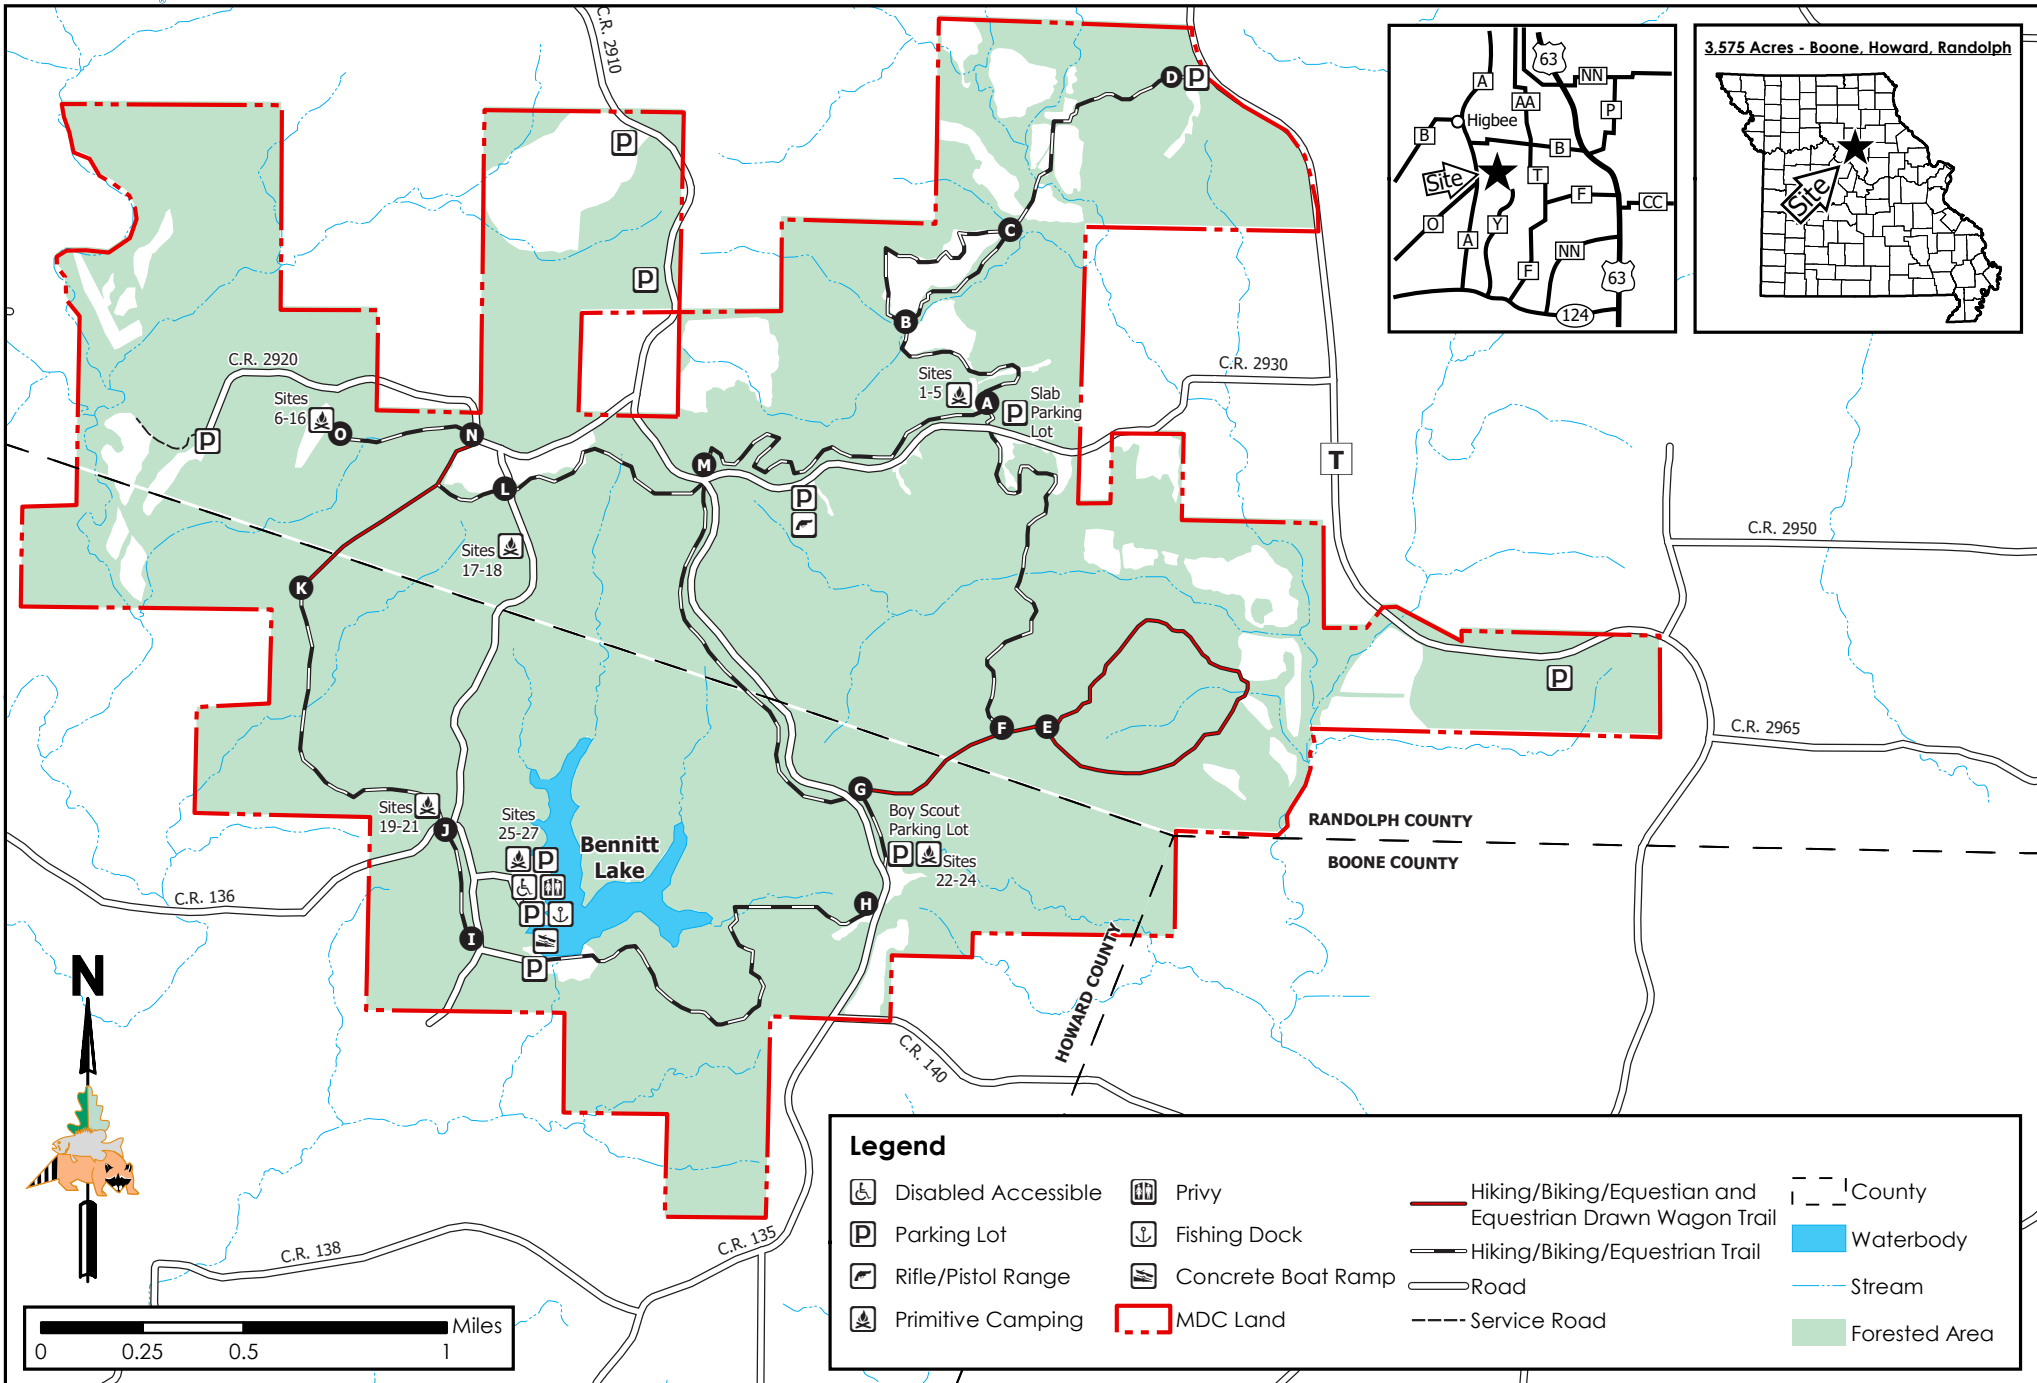 C.R. 2910
D
P
P
P
C
B
C.R. 2920
Sites
6-16
O
N
P
Sites
1-5
A
P
Slab
Parking
Lot
C.R. 2930
M
L
P
T
Sites
17-18
K
C.R. 2950
P
F
E
C.R. 2965
G
Sites
19-21
J
Sites
25-27
P
Bennitt
Lake
Boy Scout
Parking Lot
P
Sites
22-24
RANDOLPH COUNTY
BOONE COUNTY
HOWARD COUNTY
C.R. 136
P
H
I
P
C.R. 140
C.R. 135
C.R. 138
N
0 0.25 0.5 1
Miles
63
A
NN
AA
P
Higbee
B
B
Site
T
F
CC
O
Y
A
NN
F
63
124
3,575 Acres - Boone, Howard, Randolph
Site
Legend
Disabled Accessible
P Parking Lot
Rifle/Pistol Range
Primitive Camping
Privy
Fishing Dock
Concrete Boat Ramp
MDC Land
Hiking/Biking/Equestian and
Equestrian Drawn Wagon Trail
Hiking/Biking/Equestrian Trail
Road
Service Road
County
Waterbody
Stream
Forested Area